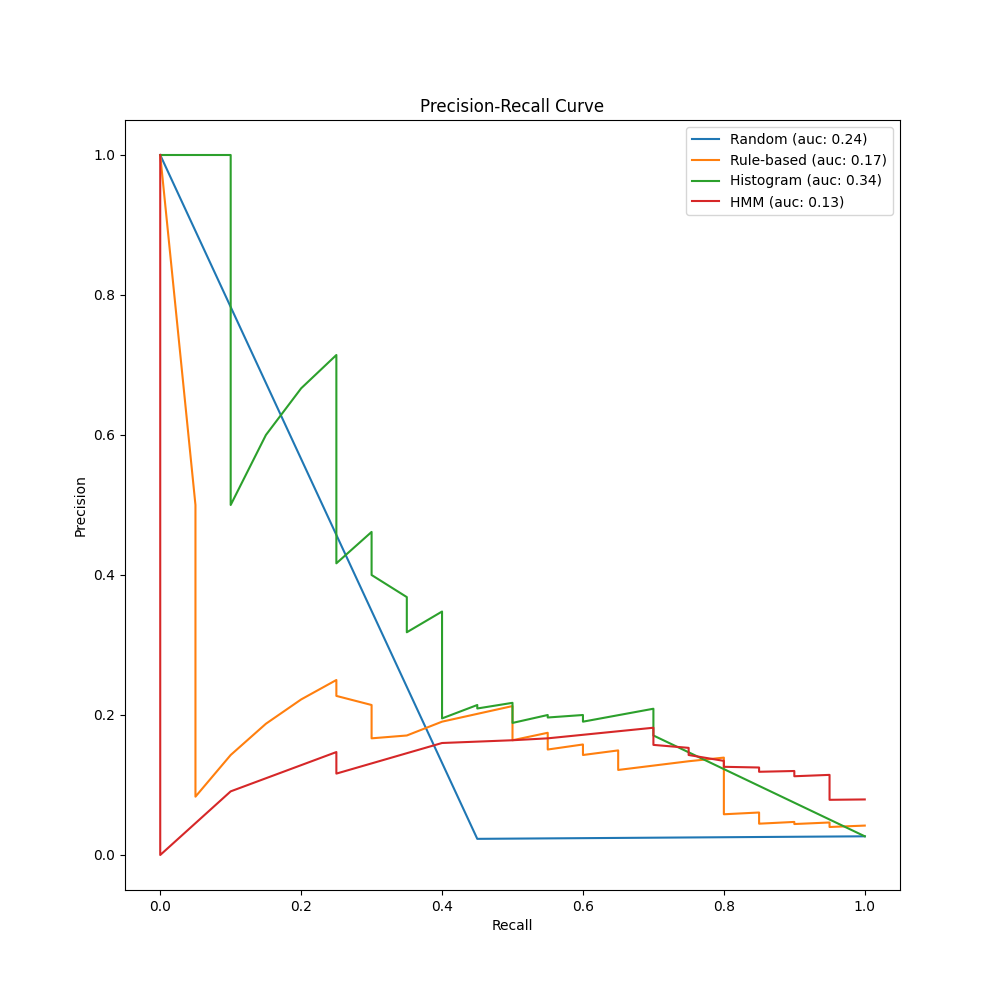 Precision-Recall Curve
Random (auc: 0.24)
Rule-based (auc: 0.17)
Histogram (auc: 0.34)
HMM (auc: 0.13)
Precision
1.0
0.8
0.6
0.4
0.2
0.0
0.0 0.2 0.4 0.6 0.8 1.0
Recall